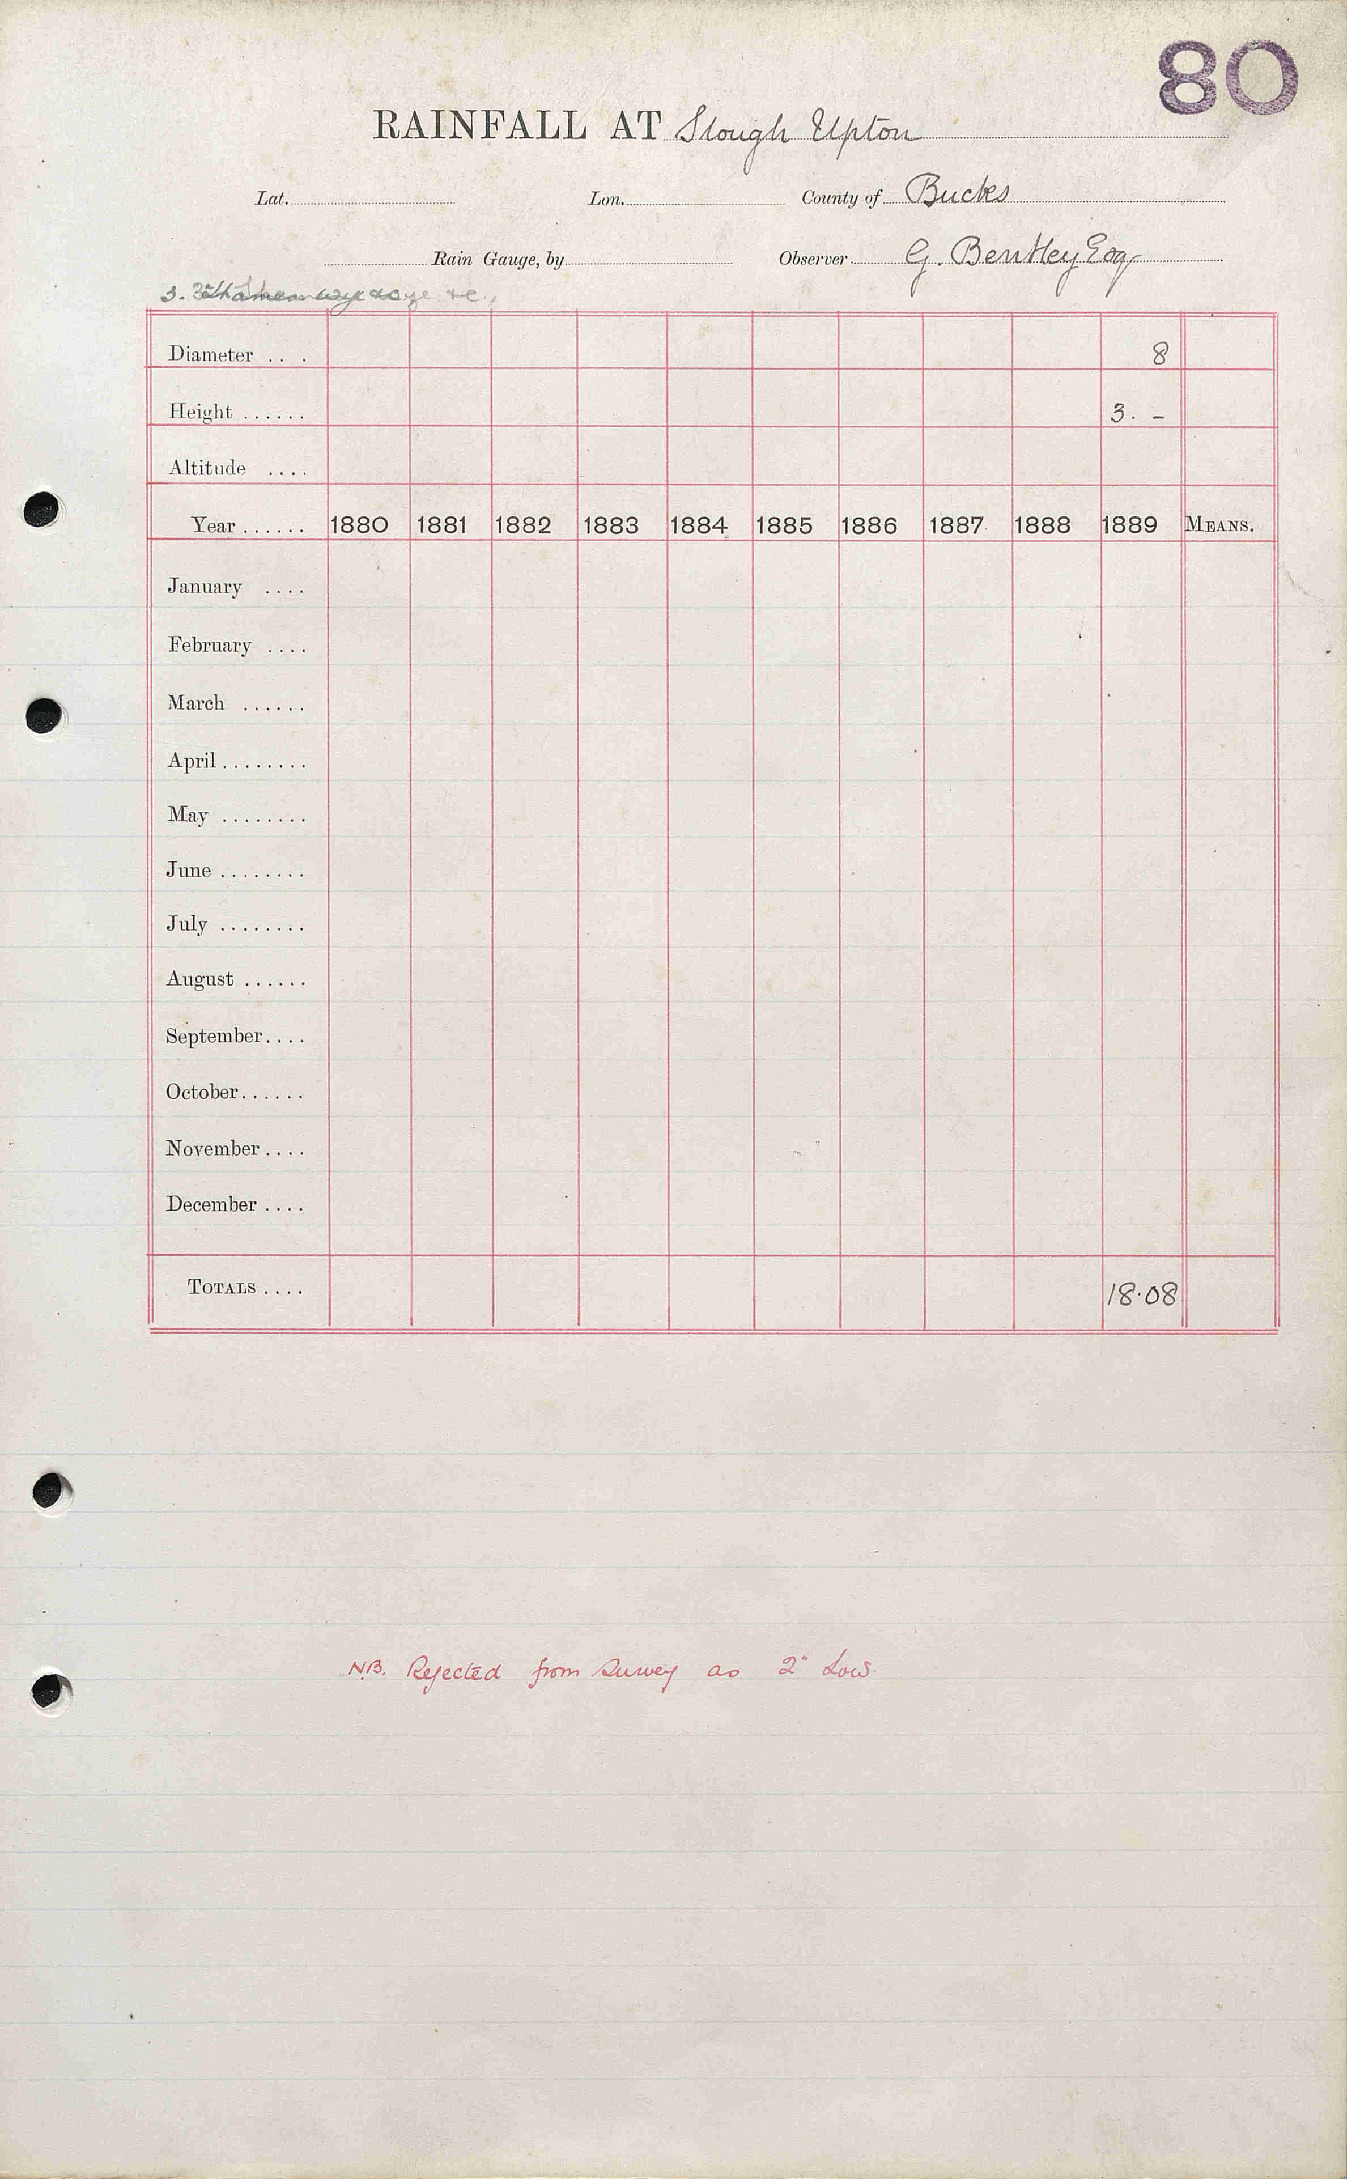 80
RAINFALL AT Slough Upton
Lat. Lon. County of Bucks
Rain Gauge, by Observer G. Bentley Esq
3.
Diameter . . . 8
Height ...... 3. -
Altitude ....
Year ...... 1880 1881 1882 1883 1884 1885 1886 1887 1888 1889 MEANS.
January ....
February ....
March ......
April ........
May ........
June ........
July ........
August ......
September....
October......
November....
December ....
TOTALS .... 18.08
N.B. Rejected from Survey as 2" Low.